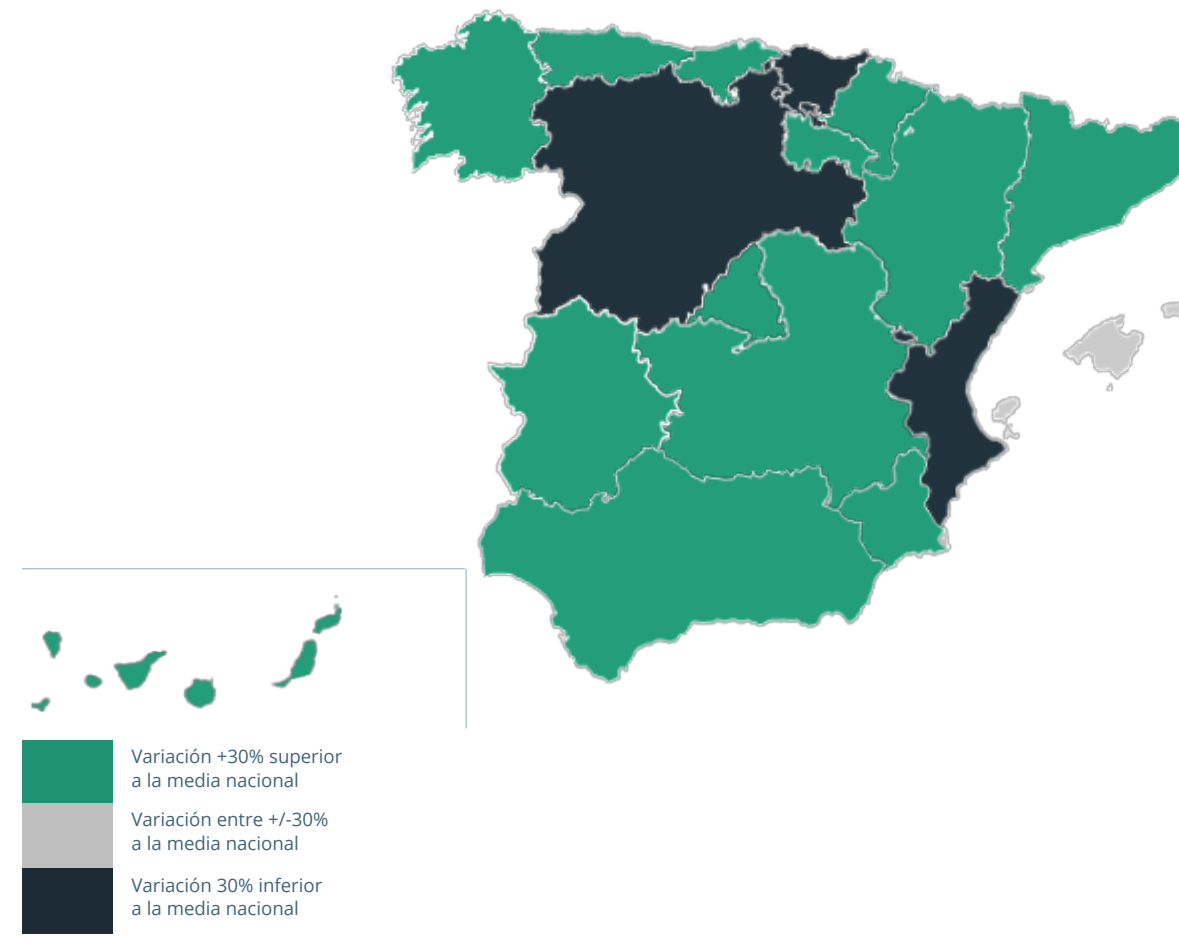 Variación +30% superior
a la media nacional
Variación entre +/-30%
a la media nacional
Variación 30% inferior
a la media nacional